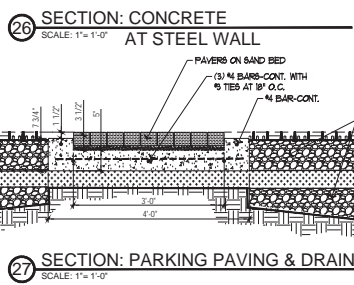 26 SECTION: CONCRETE
SCALE: 1"= 1'-0" AT STEEL WALL
PAVERS ON SAND BED
(3) #4 BARS-CONT. WITH
#3 TIES AT 18" O.C.
#4 BAR-CONT.
7 3/4"
1 1/2"
3 1/2"
5"
3'-0"
4'-0"
27 SECTION: PARKING PAVING & DRAIN
SCALE: 1"= 1'-0"